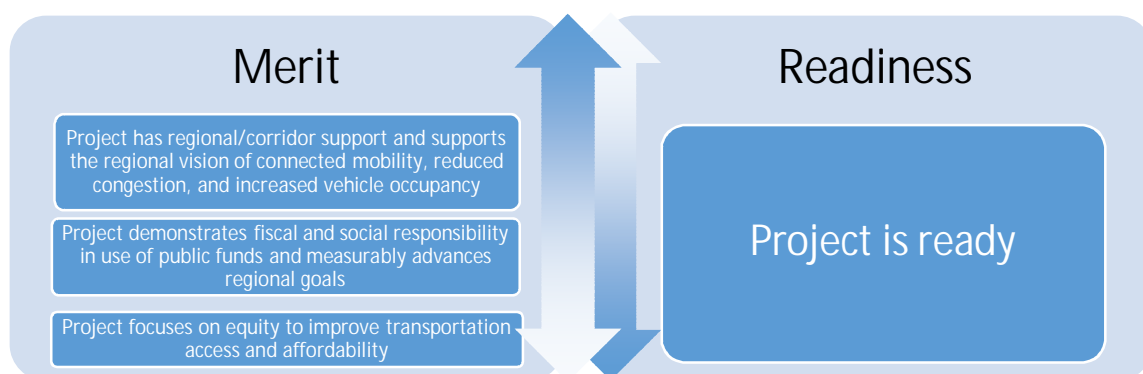 Merit
Project has regional/corridor support and supports
the regional vision of connected mobility, reduced
congestion, and increased vehicle occupancy
Project demonstrates fiscal and social responsibility
in use of public funds and measurably advances
regional goals
Project focuses on equity to improve transportation
access and affordability
Readiness
Project is ready